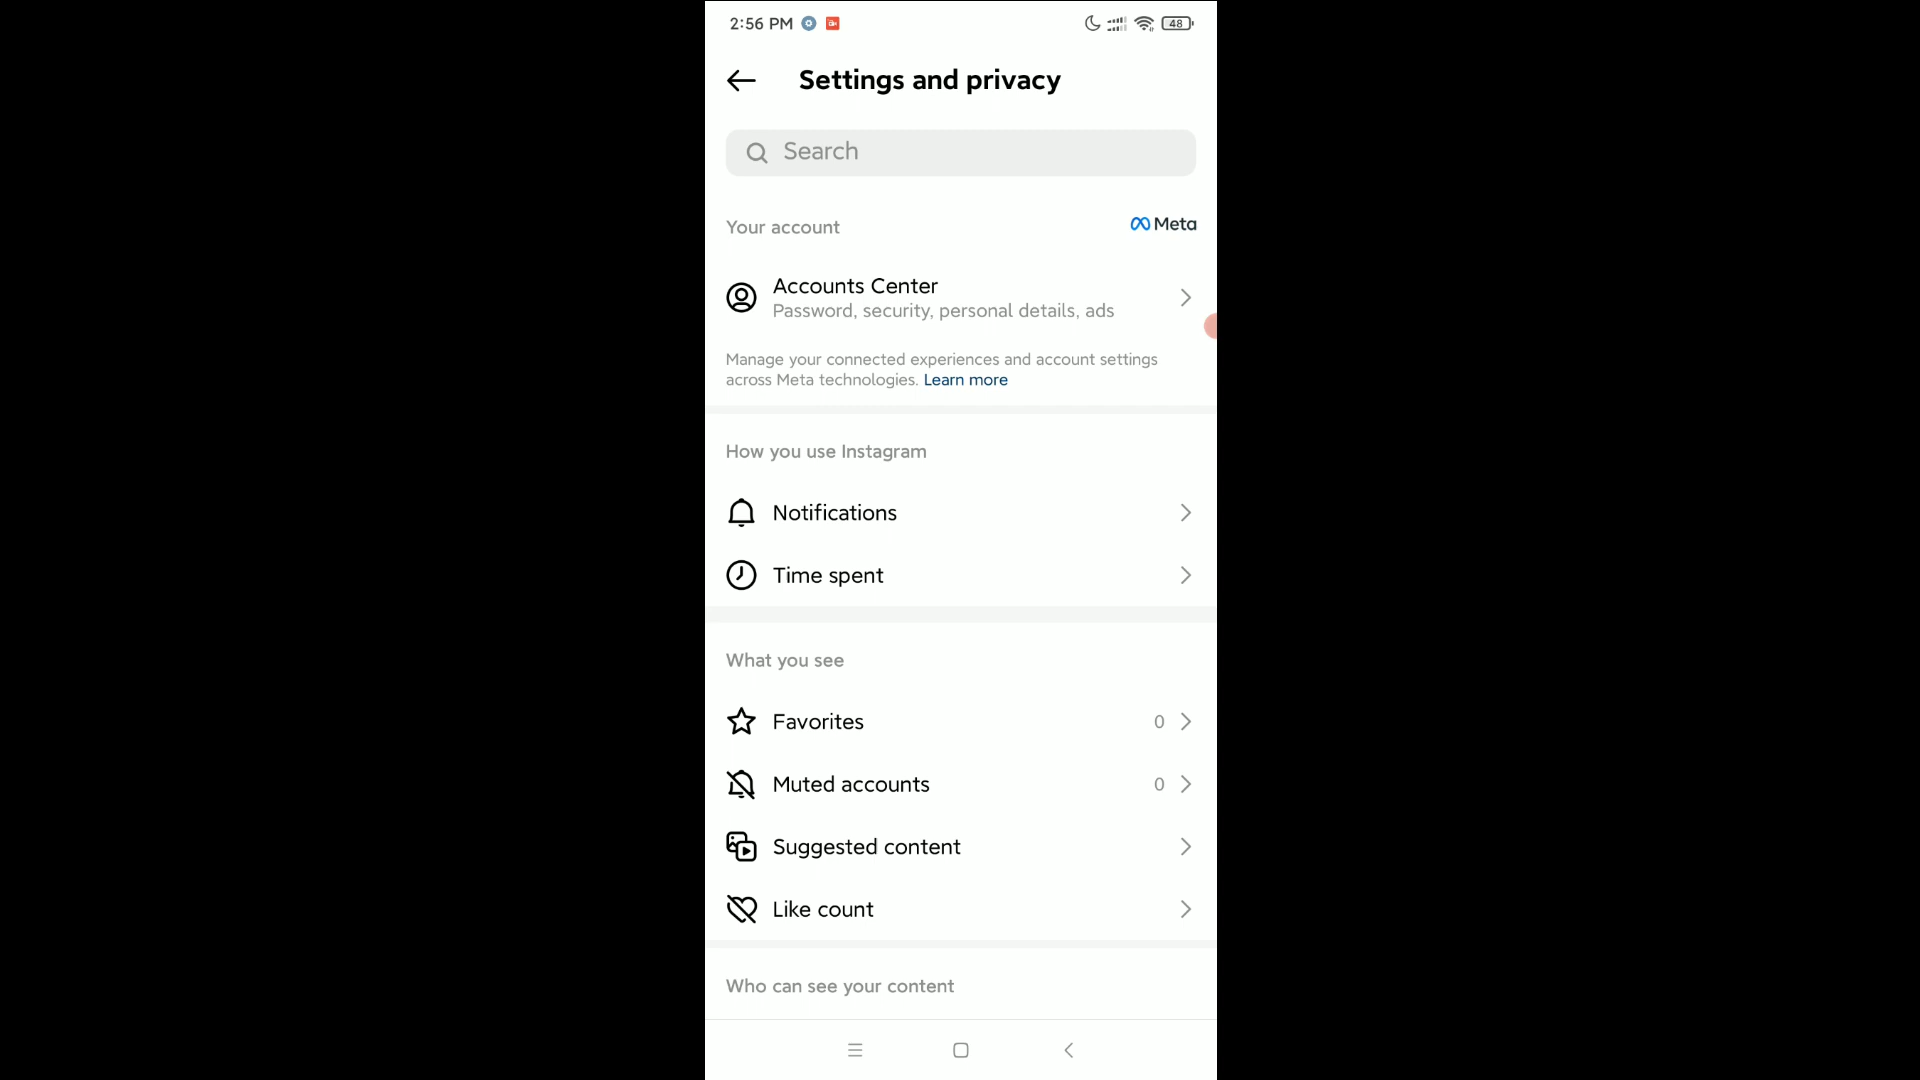 2:56 PM
48
Settings and privacy
Search
Your account
Meta
Accounts Center
Password, security, personal details, ads
Manage your connected experiences and account settings
across Meta technologies. Learn more
How you use Instagram
Notifications
Time spent
What you see
Favorites 0
Muted accounts 0
Suggested content
Like count
Who can see your content